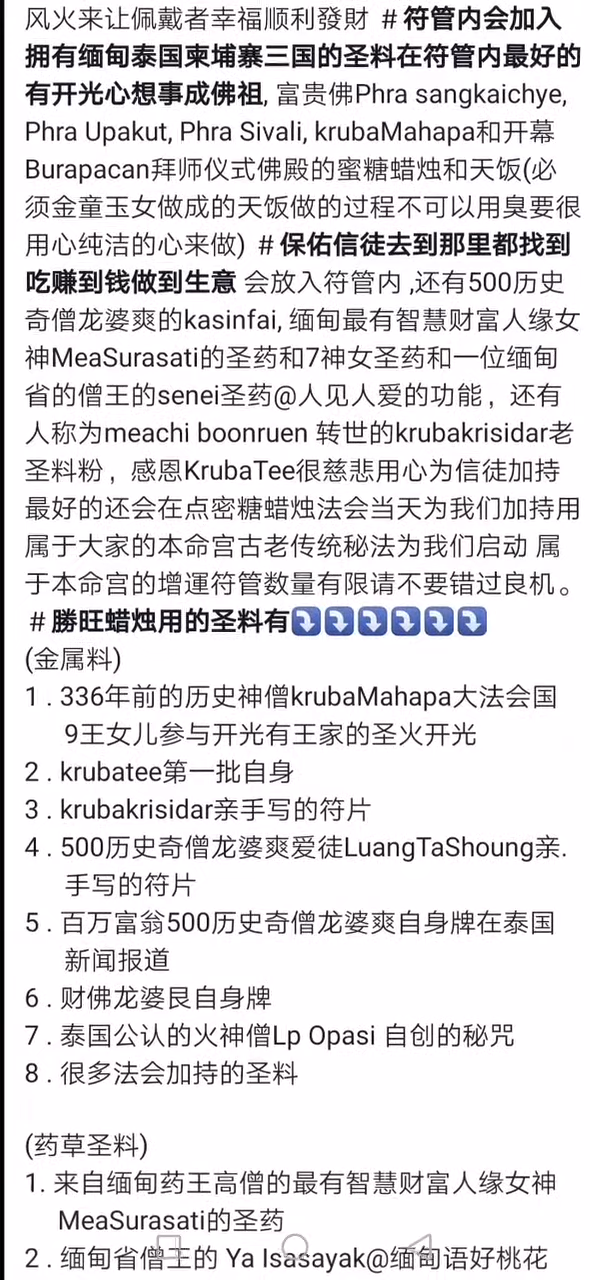 风火来让佩戴者幸福顺利發財 #符管内会加入
拥有缅甸泰国柬埔寨三国的圣料在符管内最好的
有开光心想事成佛祖, 富贵佛Phra sangkaichye,
Phra Upakut, Phra Sivali, krubaMahapa和开幕
Burapacan拜师仪式佛殿的蜜糖蜡烛和天饭(必
须金童玉女做成的天饭做的过程不可以用臭要很
用心纯洁的心来做) #保佑信徒去到那里都找到
吃赚到钱做到生意 会放入符管内 ,还有500历史
奇僧龙婆爽的kasinfai, 缅甸最有智慧财富人缘女
神MeaSurasati的圣药和7神女圣药和一位缅甸
省的僧王的senei圣药@人见人爱的功能，还有
人称为meachi boonruen 转世的krubakrisidar老
圣料粉，感恩KrubaTee很慈悲用心为信徒加持
最好的还会在点密糖蜡烛法会当天为我们加持用
属于大家的本命宫古老传统秘法为我们启动 属
于本命宫的增運符管数量有限请不要错过良机。
#勝旺蜡烛用的圣料有⤵️⤵️⤵️⤵️⤵️⤵️
(金属料)
1 . 336年前的历史神僧krubaMahapa大法会国
9王女儿参与开光有王家的圣火开光
2 . krubatee第一批自身
3 . krubakrisidar亲手写的符片
4 . 500历史奇僧龙婆爽爱徒LuangTaShoung亲.
手写的符片
5 . 百万富翁500历史奇僧龙婆爽自身牌在泰国
新闻报道
6 . 财佛龙婆艮自身牌
7 . 泰国公认的火神僧Lp Opasi 自创的秘咒
8 . 很多法会加持的圣料
(药草圣料)
1. 来自缅甸药王高僧的最有智慧财富人缘女神
MeaSurasati的圣药
2 . 缅甸省僧王的 Ya Isasayak@缅甸语好桃花